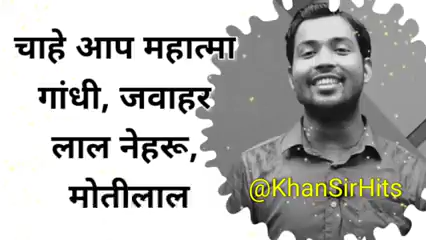 चाहे आप महात्मा
गांधी, जवाहर
लाल नेहरू,
मोतीलाल
@KhanSirHits